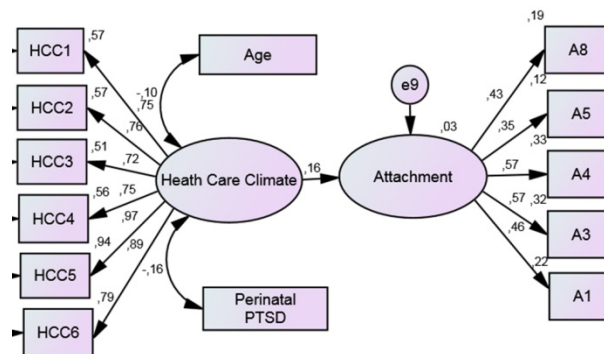 HCC1
,57
HCC2
,57
HCC3
,51
HCC4
,56
HCC5
,94
HCC6
,79
-,10
,75
,76
,72
,75
,97
,89
-,16
Age
Heath Care Climate
Perinatal
PTSD
,16
e9
,03
Attachment
,43
,35
,57
,57
,46
,19
A8
,12
A5
,33
A4
,32
A3
,22
A1